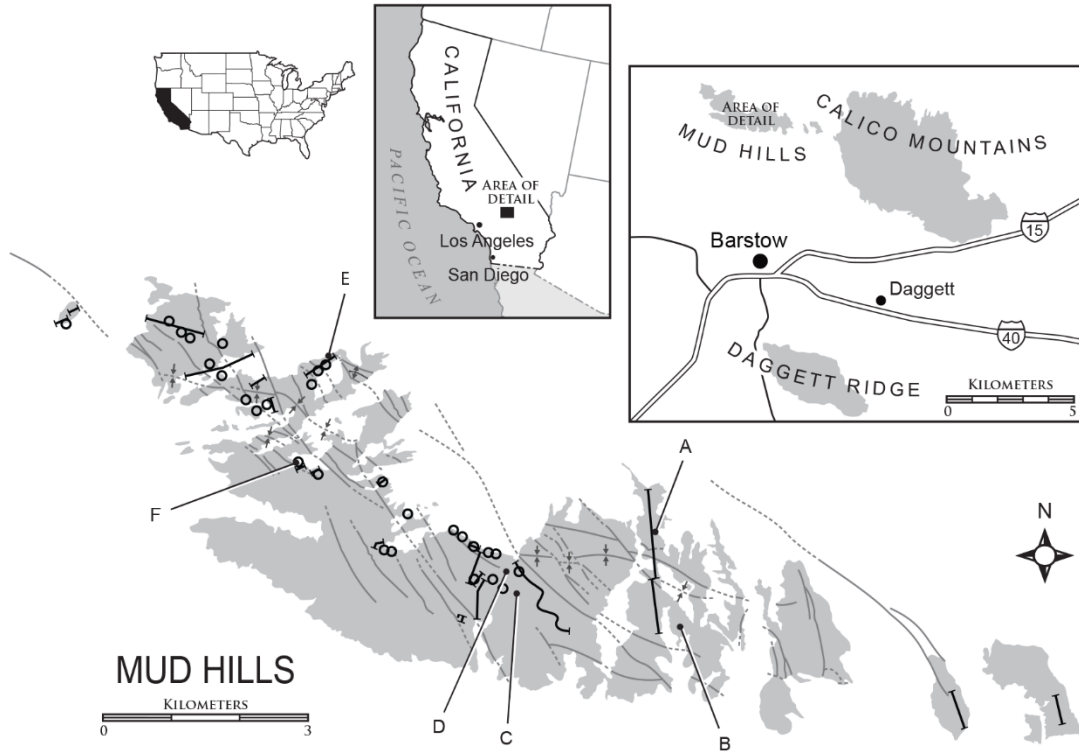 CALIFORNIA
PACIFIC OCEAN
AREA OF
DETAIL
Los Angeles
San Diego
AREA OF
DETAIL
MUD HILLS
CALICO MOUNTAINS
Barstow
15
Daggett
40
DAGGETT RIDGE
KILOMETERS
0 5
E
A
F
N
D
C
B
MUD HILLS
KILOMETERS
0 3